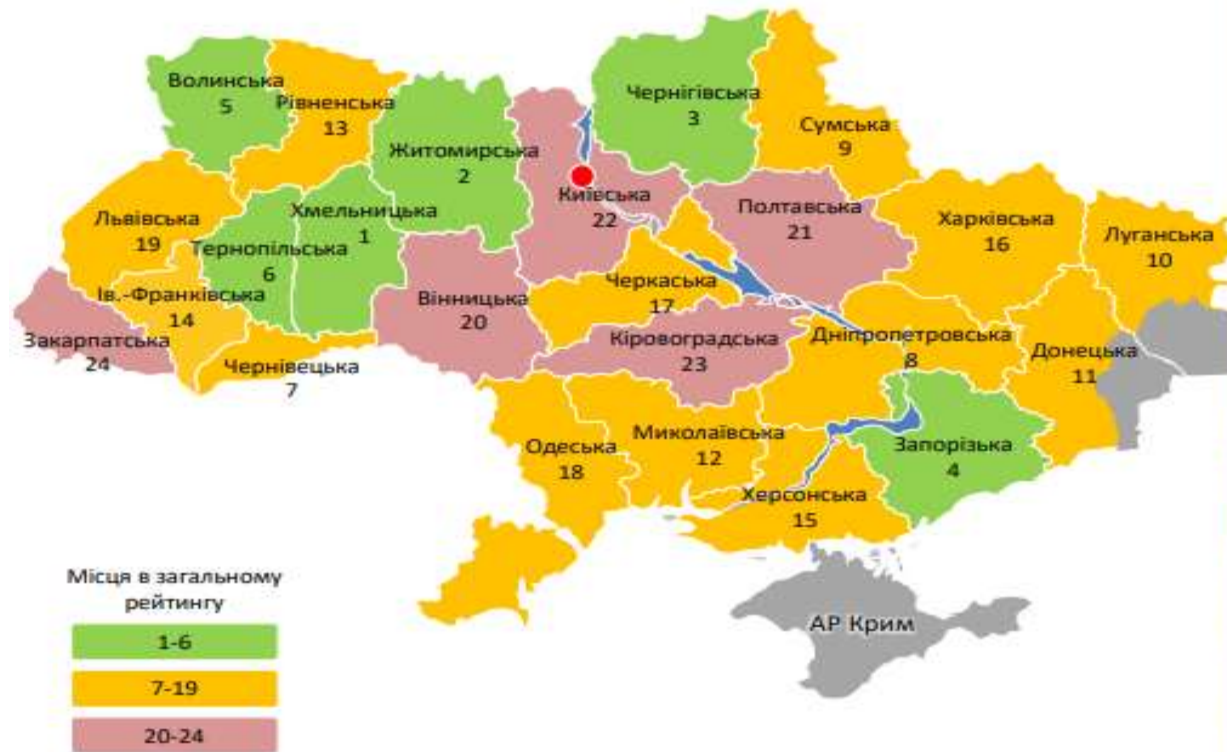 Волинська
5
Рівненська
13
Житомирська
2
Чернігівська
3
Сумська
9
Київська
22
Львівська
19
Тернопільська
6
Хмельницька
1
Полтавська
21
Харківська
16
Луганська
10
Ів.-Франківська
14
Закарпатська
24
Чернівецька
7
Вінницька
20
Черкаська
17
Кіровоградська
23
Дніпропетровська
8
Донецька
11
Одеська
18
Миколаївська
12
Херсонська
15
Запорізька
4
АР Крим
Місця в загальному
рейтингу
1-6
7-19
20-24